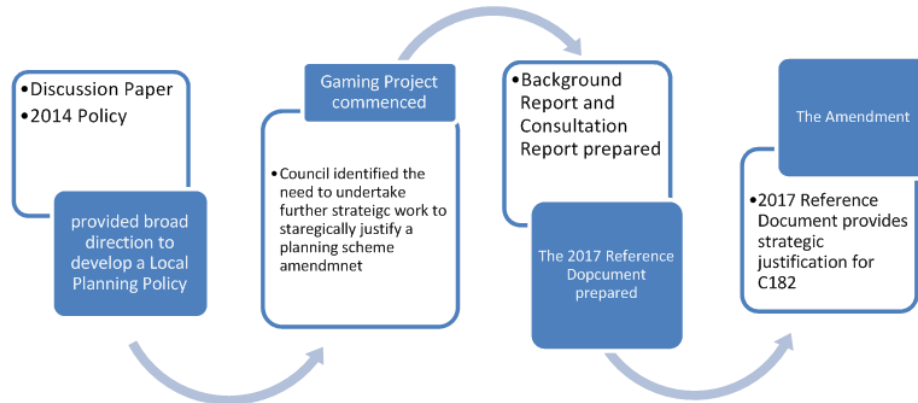 •Discussion Paper
•2014 Policy
provided broad
direction to
develop a Local
Planning Policy
Gaming Project
commenced
•Council identified the
need to undertake
further strateigc work to
staregically justify a
planning scheme
amendmnet
•Background
Report and
Consultation
Report prepared
The 2017 Reference
Dopcument
prepared
The Amendment
•2017 Reference
Document provides
strategic
justification for
C182